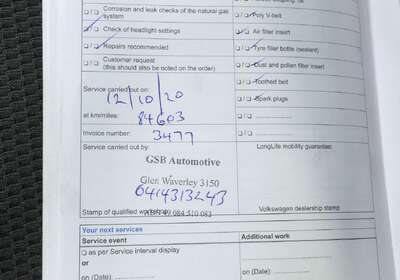 Corrosion and leak checks of the natural gas
system
Check of headlight settings
Repairs recommended
Customer request
(this should also be noted on the order)
Poly V-belt
Air filter insert
Tyre filler bottle (sealant)
Dust and pollen filter insert
Toothed belt
Spark plugs
Service carried out on:
12/10/20
at km/miles: 84603
Invoice number: 3477
Service carried out by:
LongLife mobility guarantee:
GSB Automotive
Glen Waverley 3150
0414313243
Stamp of qualified workshop
084 510 083
Volkswagen dealership stamp
Your next services
Service event
Additional work
as per Service interval display
or
on (Date):
on (Date):